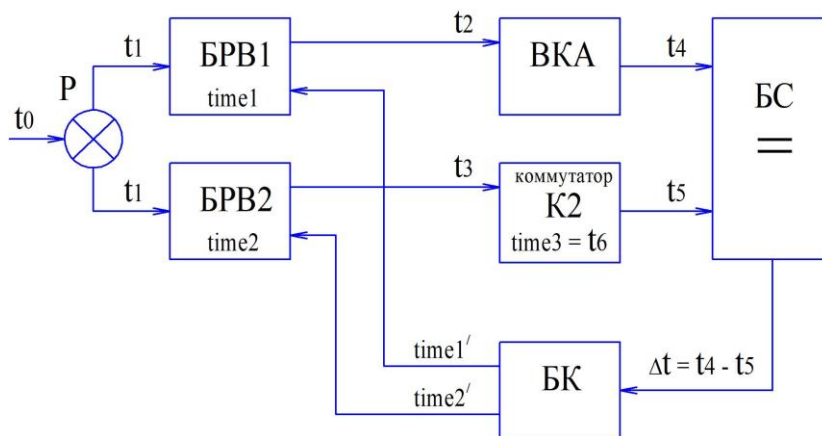 t0
P
t1
БРВ1
time1
t2
ВКА
t4
БС
=
t1
БРВ2
time2
t3
коммутатор
К2
time3 = t6
t5
time1′
time2′
БК
Δt = t4 - t5